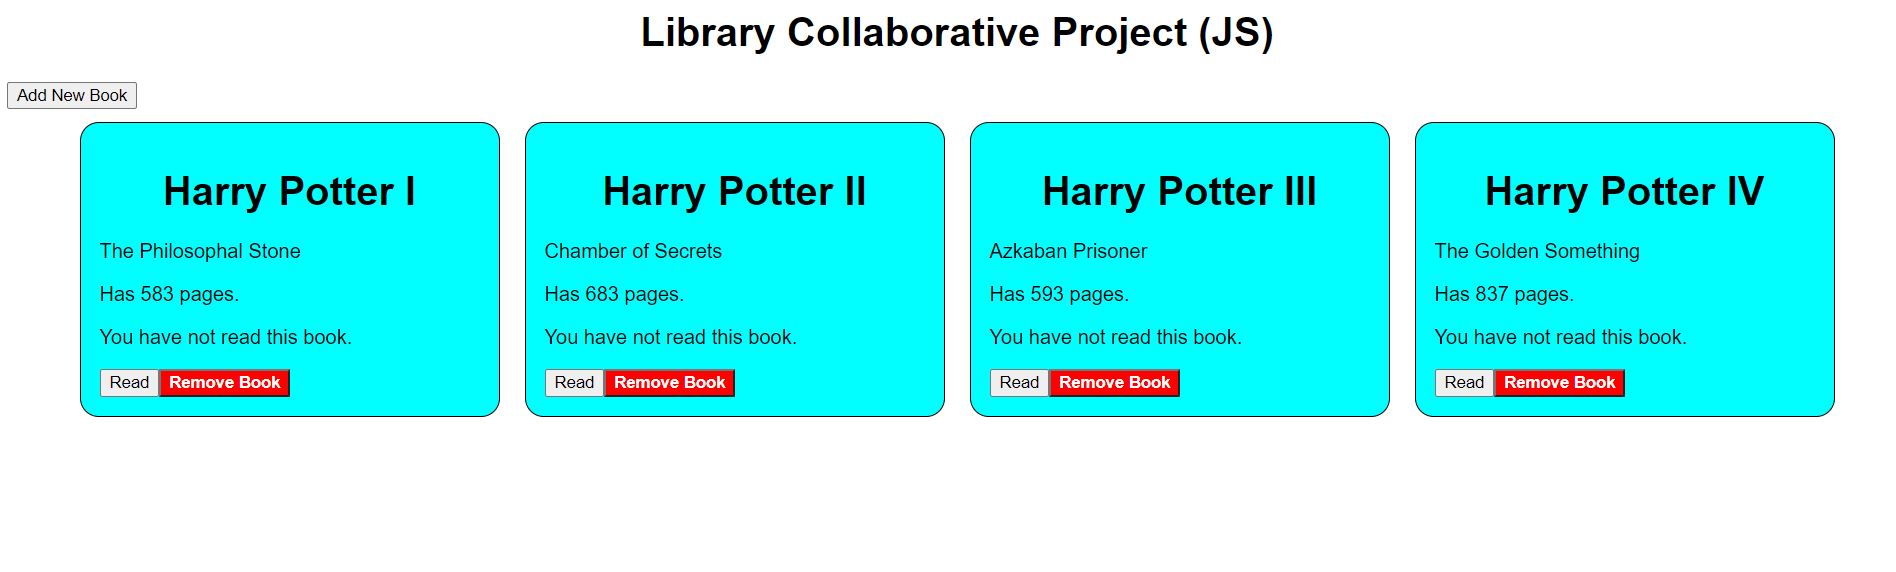 Library Collaborative Project (JS)
Add New Book
Harry Potter I
The Philosophal Stone
Has 583 pages.
You have not read this book.
Read Remove Book
Harry Potter II
Chamber of Secrets
Has 683 pages.
You have not read this book.
Read Remove Book
Harry Potter III
Azkaban Prisoner
Has 593 pages.
You have not read this book.
Read Remove Book
Harry Potter IV
The Golden Something
Has 837 pages.
You have not read this book.
Read Remove Book